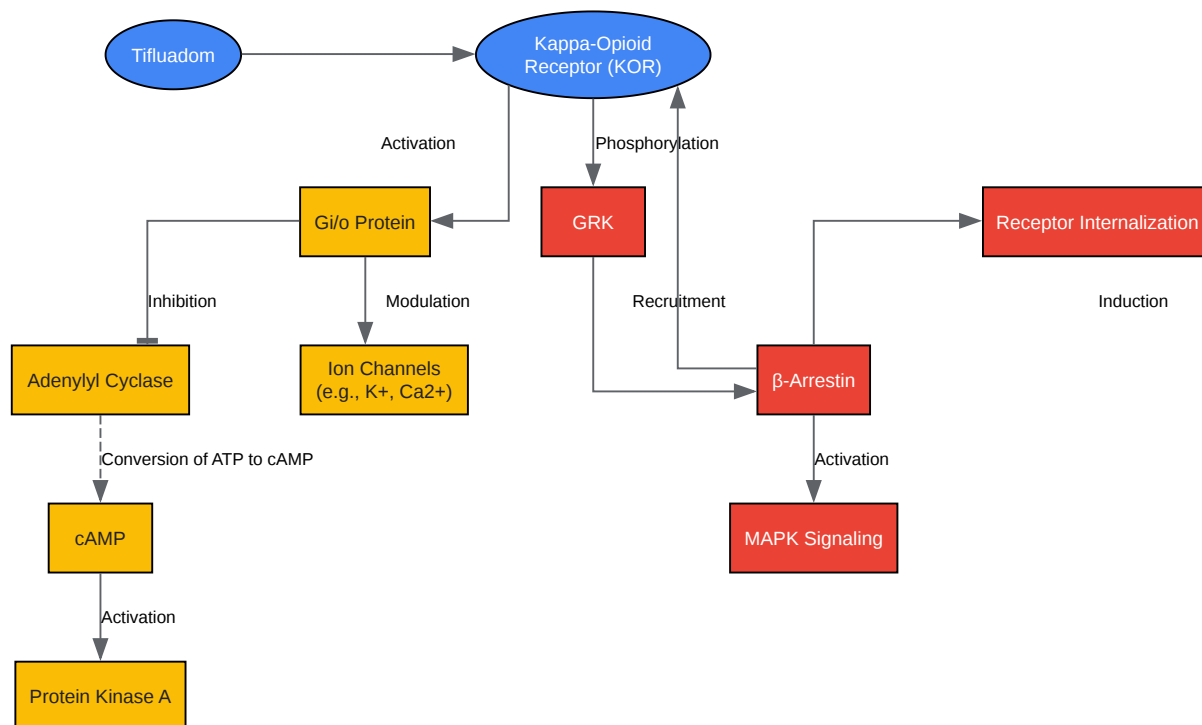 Tifluadom
Kappa-Opioid
Receptor (KOR)
Activation
Phosphorylation
Gi/o Protein
GRK
Receptor Internalization
Inhibition
Modulation
Recruitment
Induction
Adenylyl Cyclase
Ion Channels
(e.g., K+, Ca2+)
β-Arrestin
Conversion of ATP to cAMP
Activation
cAMP
MAPK Signaling
Activation
Protein Kinase A